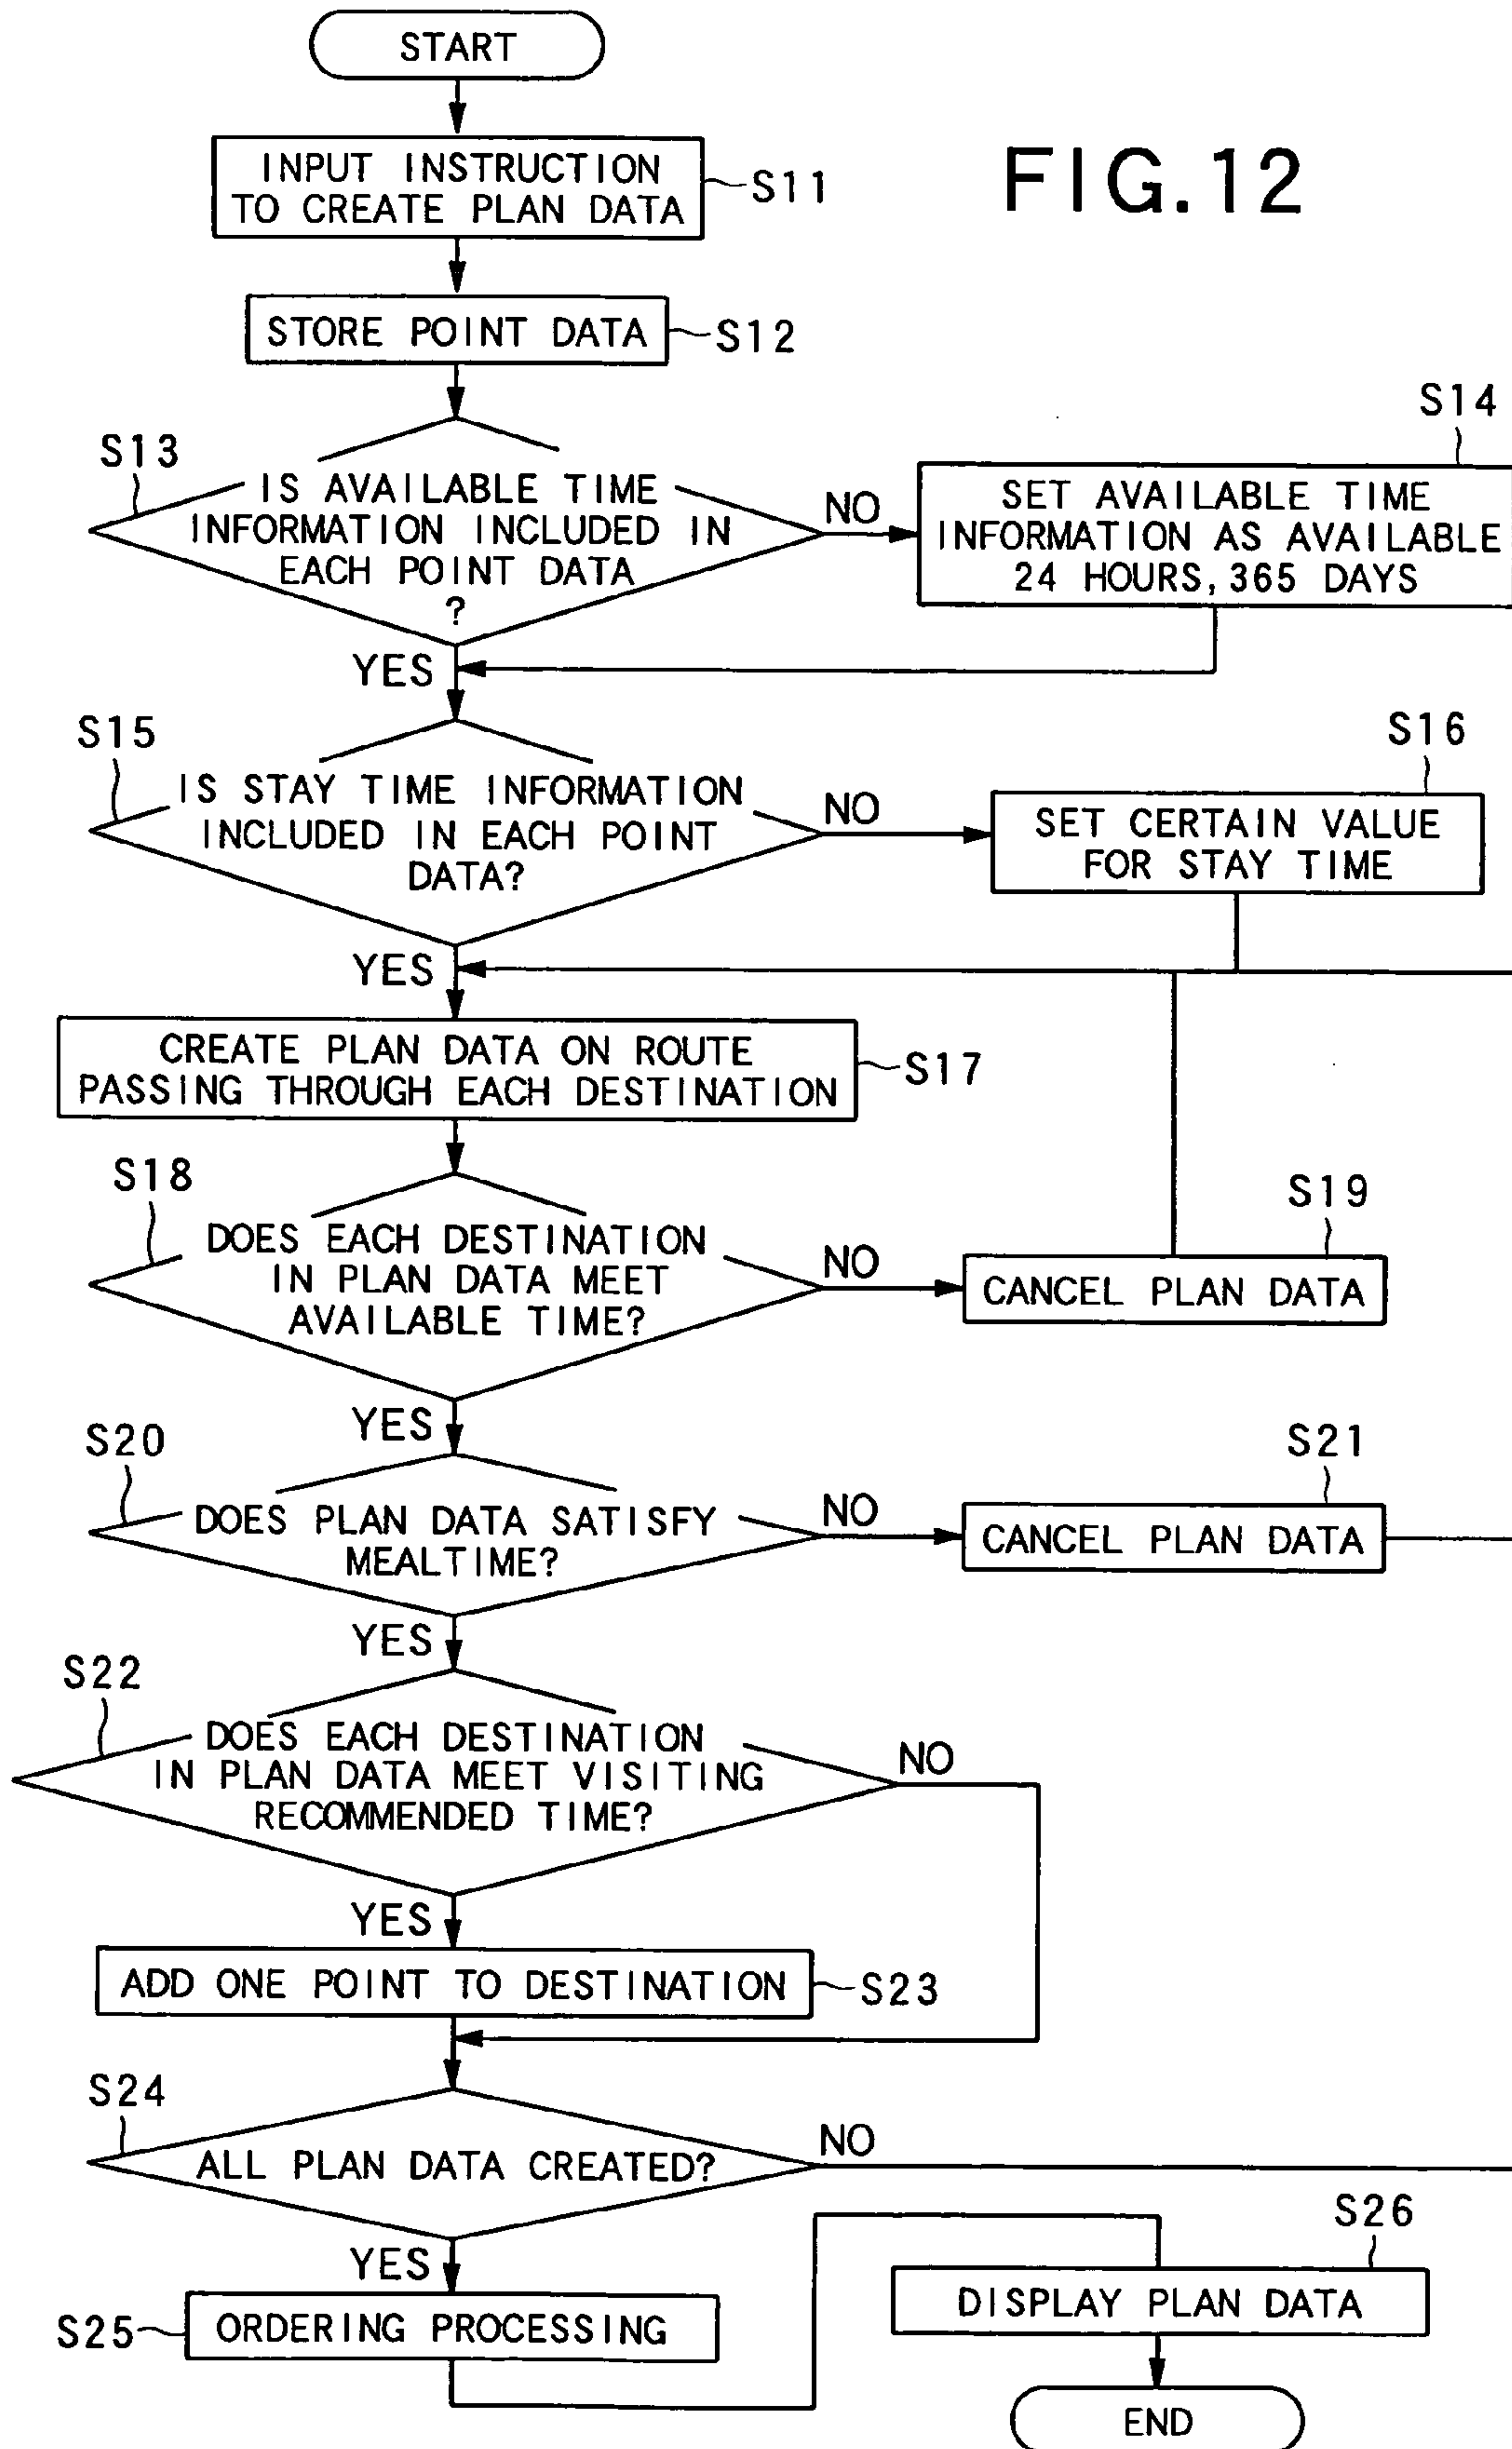 START
FIG.12
INPUT INSTRUCTION
TO CREATE PLAN DATA
S11
STORE POINT DATA
S12
S13
IS AVAILABLE TIME
INFORMATION INCLUDED IN
EACH POINT DATA
?
NO
S14
SET AVAILABLE TIME
INFORMATION AS AVAILABLE
24 HOURS, 365 DAYS
YES
S15
IS STAY TIME INFORMATION
INCLUDED IN EACH POINT
DATA?
NO
S16
SET CERTAIN VALUE
FOR STAY TIME
YES
CREATE PLAN DATA ON ROUTE
PASSING THROUGH EACH DESTINATION
S17
S18
DOES EACH DESTINATION
IN PLAN DATA MEET
AVAILABLE TIME?
NO
S19
CANCEL PLAN DATA
YES
S20
DOES PLAN DATA SATISFY
MEALTIME?
NO
S21
CANCEL PLAN DATA
YES
S22
DOES EACH DESTINATION
IN PLAN DATA MEET VISITING
RECOMMENDED TIME?
NO
YES
ADD ONE POINT TO DESTINATION
S23
S24
ALL PLAN DATA CREATED?
NO
YES
S25
ORDERING PROCESSING
S26
DISPLAY PLAN DATA
END